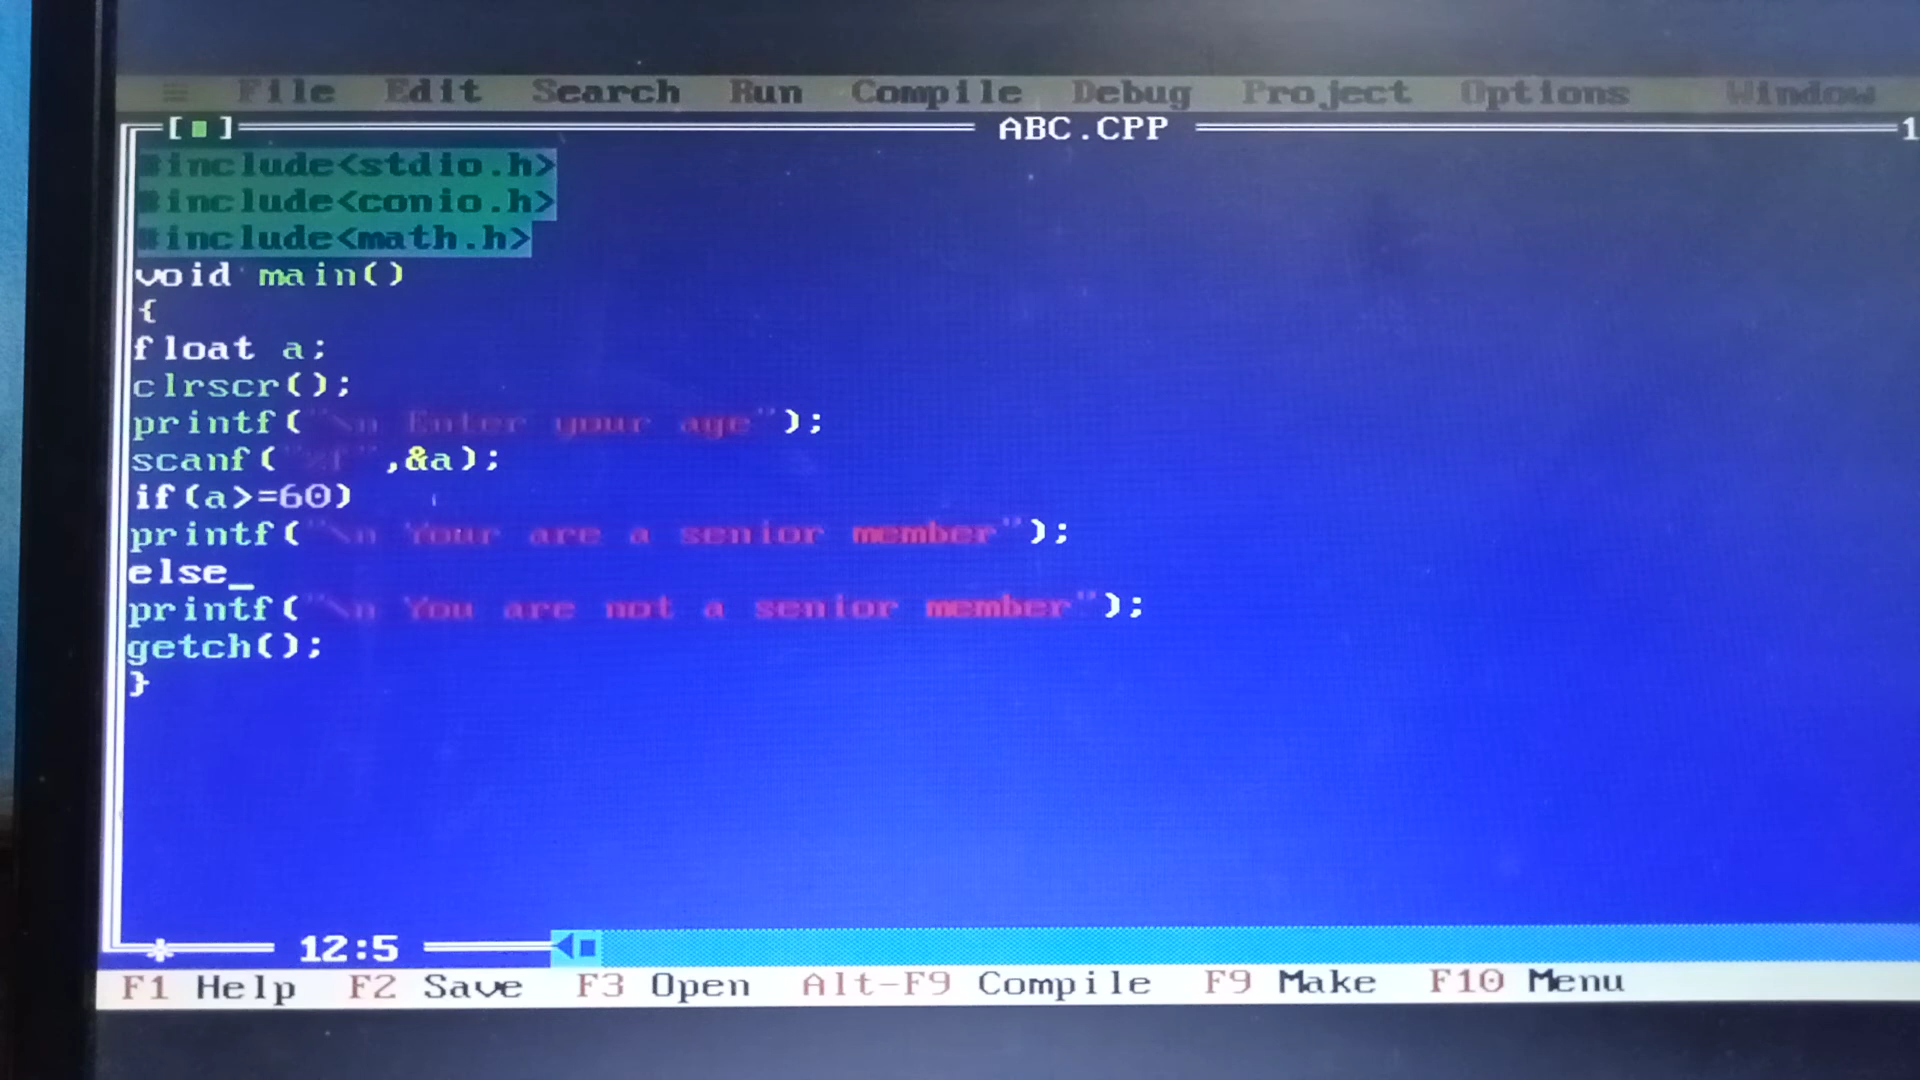 ≡ File Edit Search Run Compile Debug Project Options Window
[■] ABC.CPP 1
#include<stdio.h>
#include<conio.h>
#include<math.h>
void main()
{
float a;
clrscr();
printf("\n Enter your age");
scanf("%f",&a);
if(a>=60)
printf("\n Your are a senior member");
else_
printf("\n You are not a senior member");
getch();
}
* 12:5
F1 Help F2 Save F3 Open Alt-F9 Compile F9 Make F10 Menu